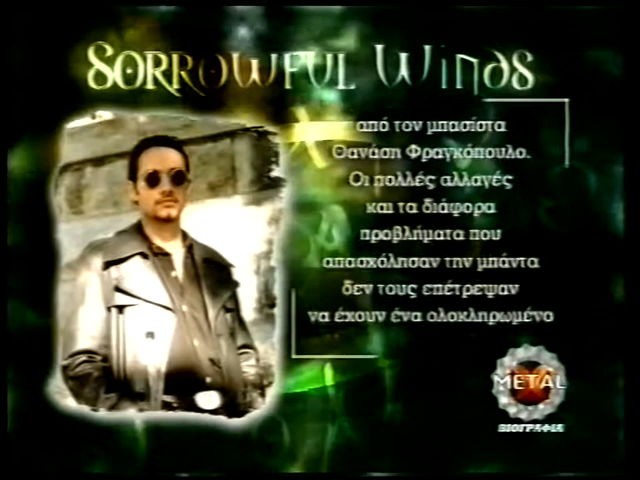 SORROWFUL WINDS
από τον μπασίστα
Θανάση Φραγκόπουλο.
Οι πολλές αλλαγές
και τα διάφορα
προβλήματα που
απασχόλησαν την μπάντα
δεν τους επέτρεψαν
να έχουν ένα ολοκληρωμένο
METAL
ΒΙΟΓΡΑΦΙΑ